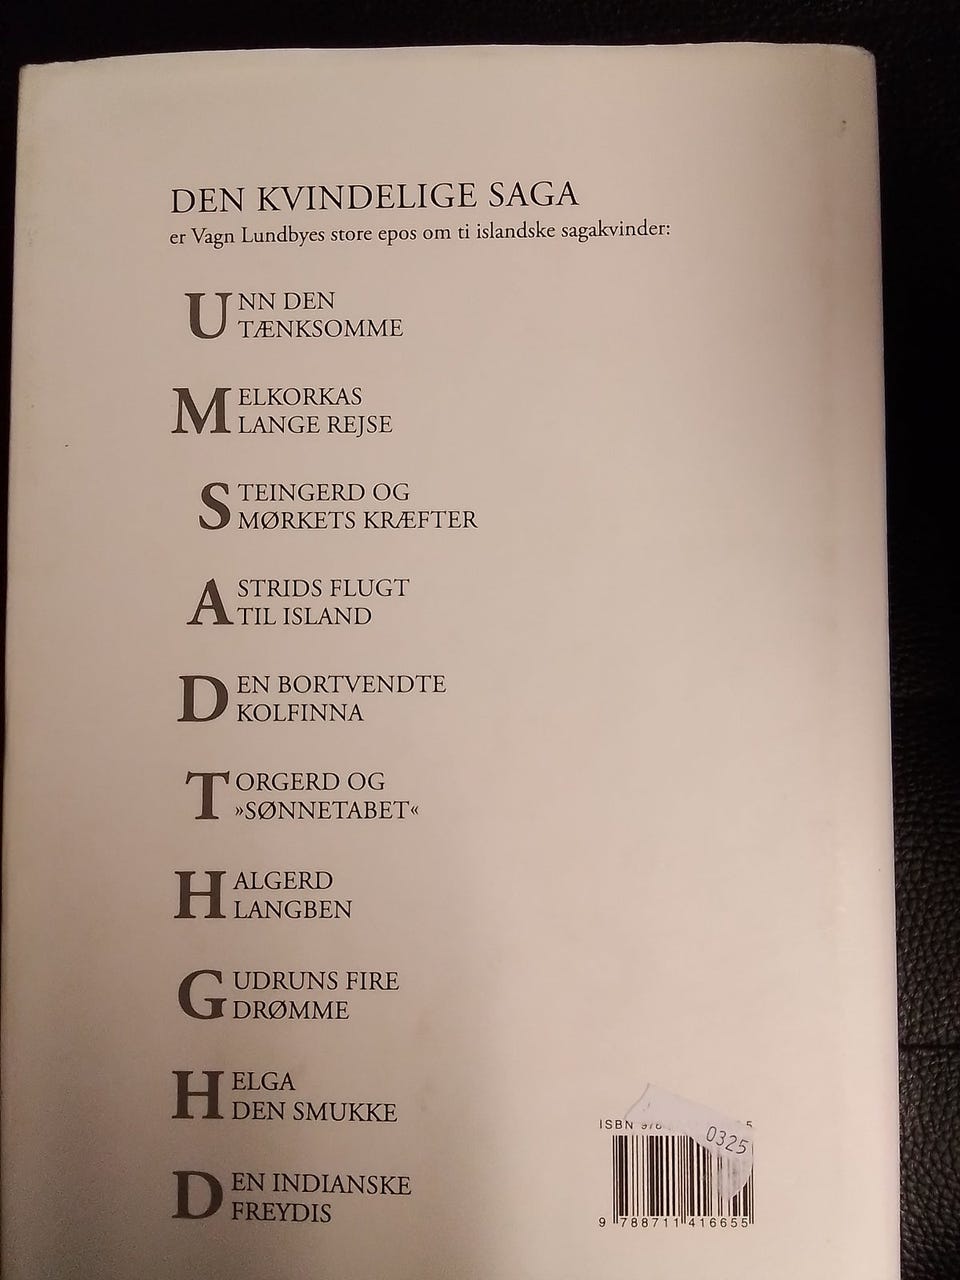 DEN KVINDELIGE SAGA
er Vagn Lundbyes store epos om ti islandske sagakvinder:
UNN DEN
TÆNKSOMME
MELKORKAS
LANGE REJSE
STEINGERD OG
MØRKETS KRÆFTER
ASTRIDS FLUGT
TIL ISLAND
DEN BORTVENDTE
KOLFINNA
TORGERD OG
»SØNNETABET«
HALGERD
LANGBEN
GUDRUNS FIRE
DRØMME
HELGA
DEN SMUKKE
DEN INDIANSKE
FREYDIS
ISBN 978 5
0325
9 788711 416655